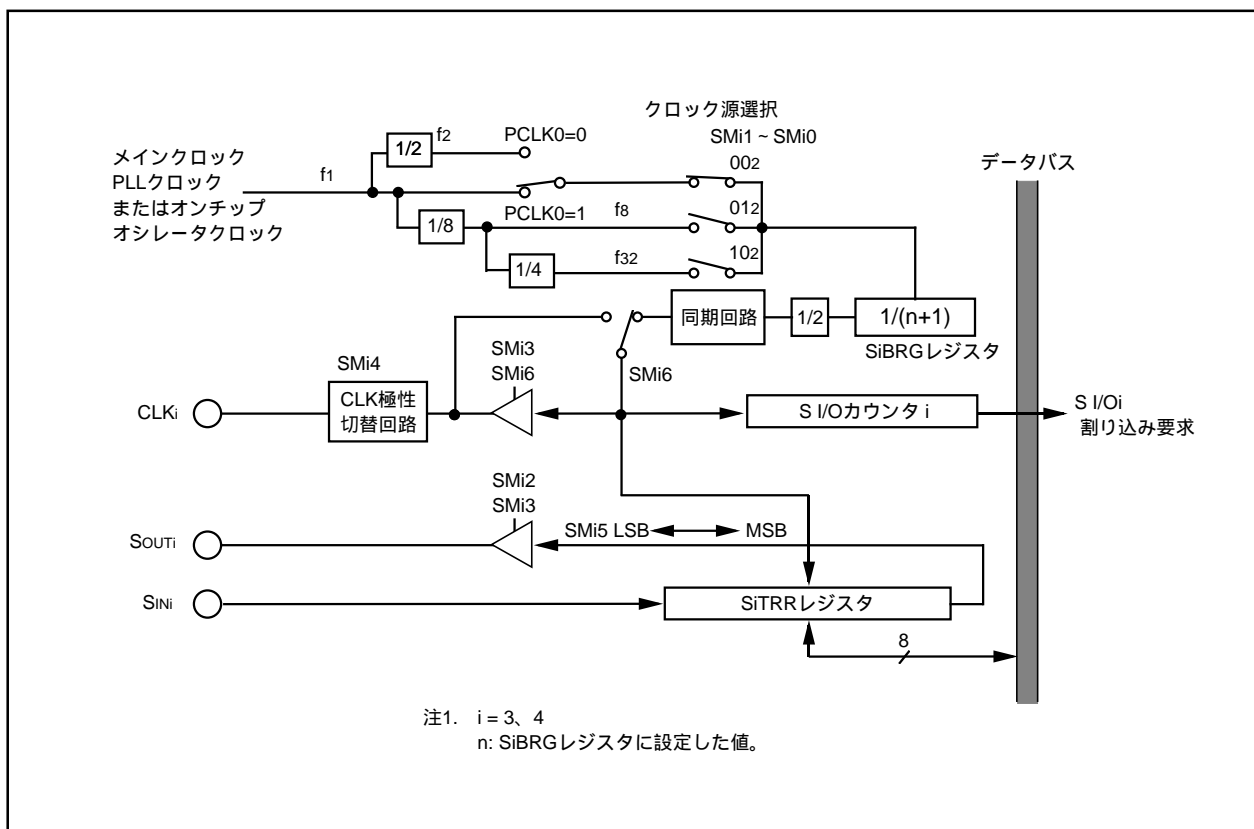 クロック源選択
SMi1 ~ SMi0
メインクロック
PLLクロック
またはオンチップ
オシレータクロック
f1
1/2
f2
PCLK0=0
PCLK0=1
002
012
102
1/8
f8
1/4
f32
データバス
同期回路
1/2
1/(n+1)
SiBRGレジスタ
SMi4
SMi3
SMi6
SMi6
CLKi
CLK極性
切替回路
S I/Oカウンタ i
S I/Oi
割り込み要求
SMi2
SMi3
SMi5 LSB
MSB
SOUTi
SINi
SiTRRレジスタ
8
注1. i = 3、4
n: SiBRGレジスタに設定した値。